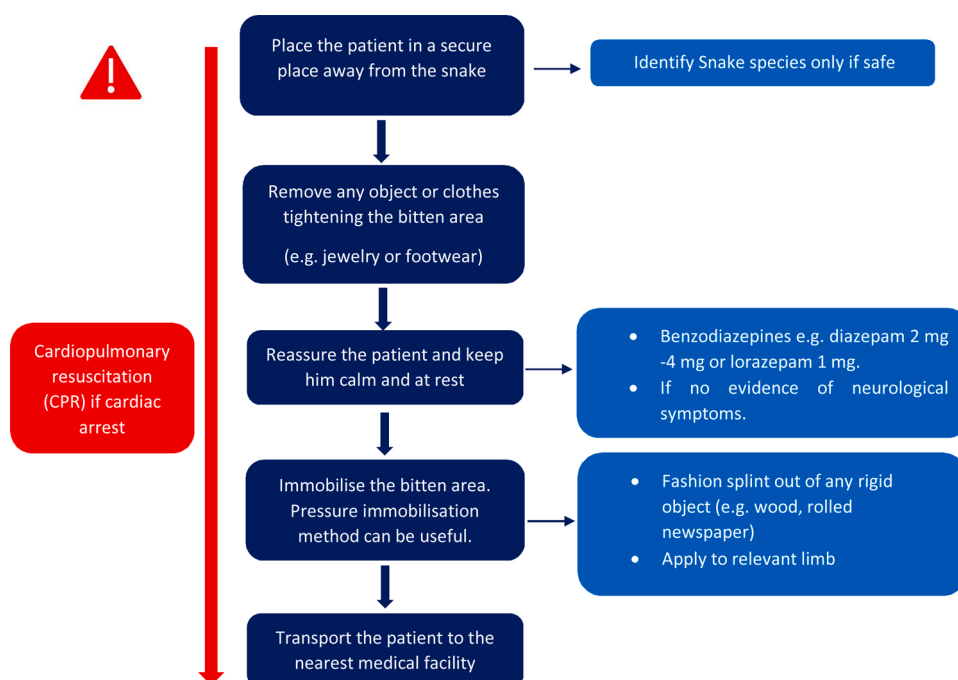 Place the patient in a secure
place away from the snake
Identify Snake species only if safe
Remove any object or clothes
tightening the bitten area
(e.g. jewelry or footwear)
Cardiopulmonary
resuscitation
(CPR) if cardiac
arrest
Reassure the patient and keep
him calm and at rest
• Benzodiazepines e.g. diazepam 2 mg
-4 mg or lorazepam 1 mg.
• If no evidence of neurological
symptoms.
Immobilise the bitten area.
Pressure immobilisation
method can be useful.
• Fashion splint out of any rigid
object (e.g. wood, rolled
newspaper)
• Apply to relevant limb
Transport the patient to the
nearest medical facility